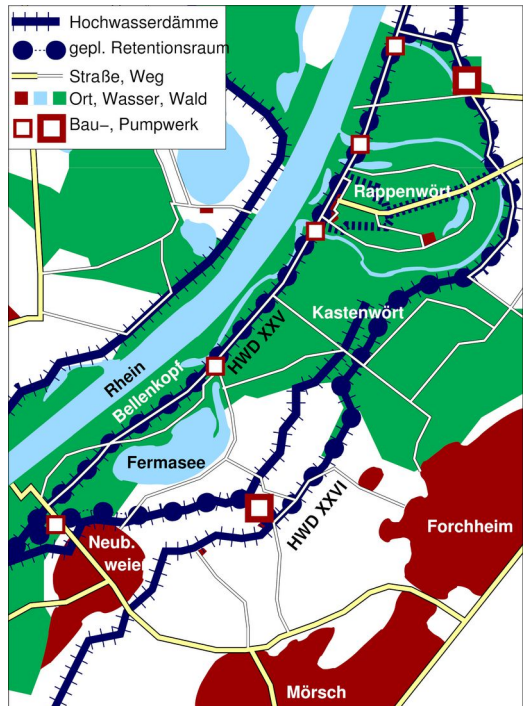 Hochwasserdämme
gepl. Retentionsraum
Straße, Weg
Ort, Wasser, Wald
Bau–, Pumpwerk
Rappenwört
Kastenwört
HWD XXV
Rhein
Bellenkopf
Fermasee
HWD XXVI
Forchheim
Neub.
weier
Mörsch